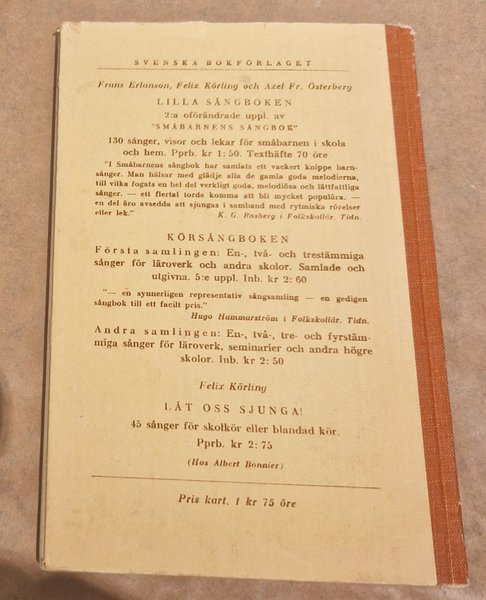 SVENSKA BOKFÖRLAGET
Frans Erlanson, Felix Körling och Axel Fr. Österberg
LILLA SÅNGBOKEN
2:a oförändrade uppl. av
"SMÅBARNENS SÅNGBOK"
130 sånger, visor och lekar för småbarnen i skola
och hem. Pprb. kr 1:50. Texthäfte 70 öre
"I Småbarnens sångbok har samlats ett vackert knippe barn-
sånger. Man hälsar med glädje alla de gamla goda melodierna,
till vilka fogats en hel del verkligt goda, melodiösa och lättfattliga
sånger. — ett flertal torde komma att bli mycket populära. —
en del äro avsedda att sjungas i samband med rytmiska rörelser
eller lek." K. G. Rosberg i Folkskollär. Tidn.
KÖRSÅNGBOKEN
Första samlingen: En-, två- och trestämmiga
sånger för läroverk och andra skolor. Samlade och
utgivna. 5:e uppl. Inb. kr 2:60
"— en synnerligen representativ sångsamling — en gedigen
sångbok till ett facilt pris."
Hugo Hammarström i Folkskollär. Tidn.
Andra samlingen: En-, två-, tre- och fyrstäm-
miga sånger för läroverk, seminarier och andra högre
skolor. Inb. kr 2:50
Felix Körling
LÅT OSS SJUNGA!
45 sånger för skolkör eller blandad kör.
Pprb. kr 2:75
(Hos Albert Bonnier)
Pris kart. 1 kr 75 öre